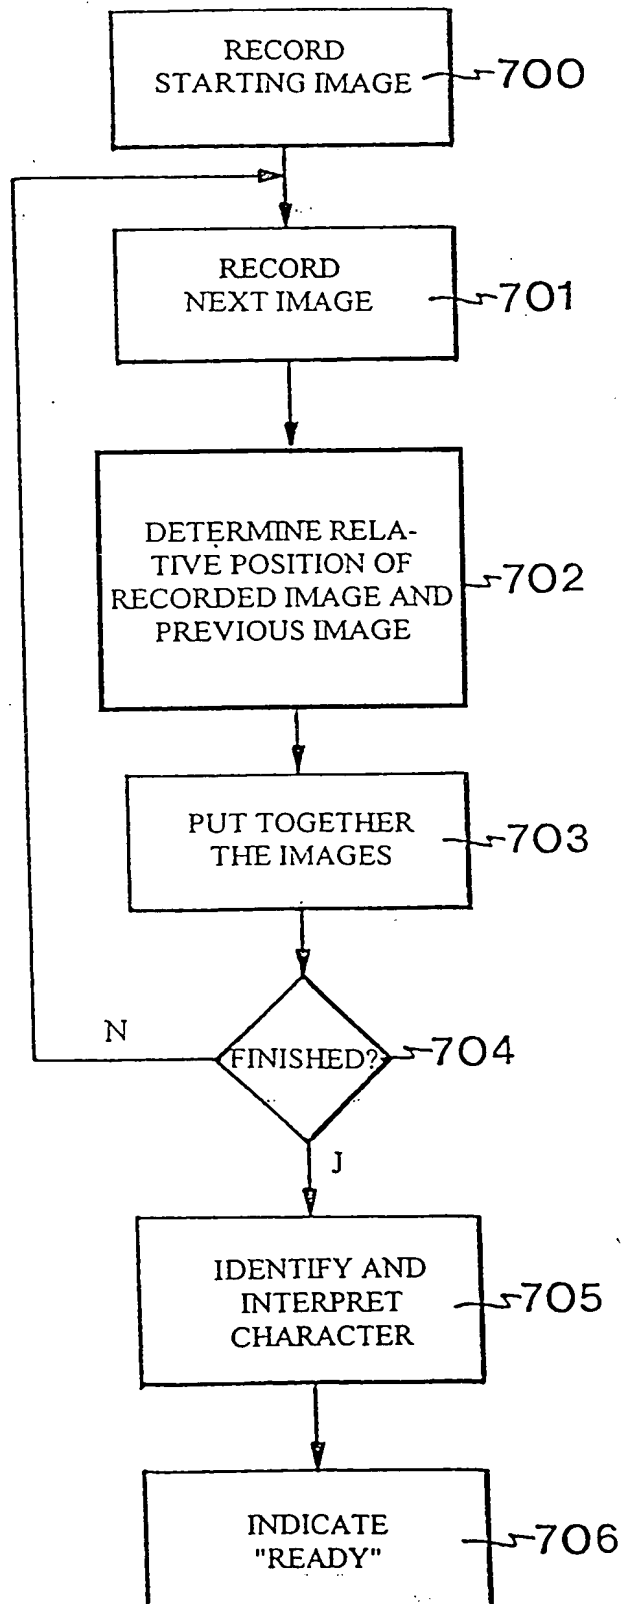 RECORD
STARTING IMAGE
700
RECORD
NEXT IMAGE
701
DETERMINE RELA-
TIVE POSITION OF
RECORDED IMAGE AND
PREVIOUS IMAGE
702
PUT TOGETHER
THE IMAGES
703
N
FINISHED?
704
J
IDENTIFY AND
INTERPRET
CHARACTER
705
INDICATE
"READY"
706